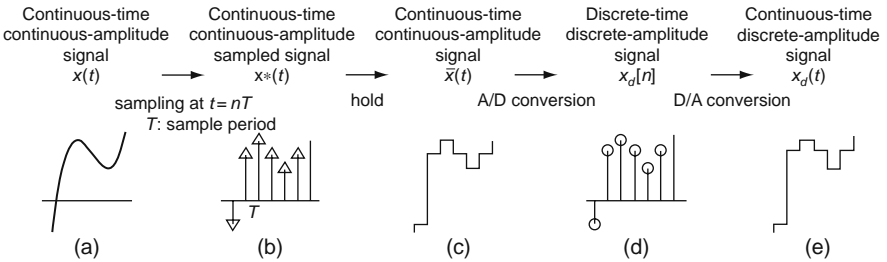 Continuous-time Continuous-time Continuous-time Discrete-time Continuous-time
continuous-amplitude continuous-amplitude continuous-amplitude discrete-amplitude discrete-amplitude
signal sampled signal signal signal signal
x(t) → x*(t) → x̄(t) → x_d[n] → x_d(t)
sampling at t = nT hold A/D conversion D/A conversion
T: sample period
T
(a) (b) (c) (d) (e)